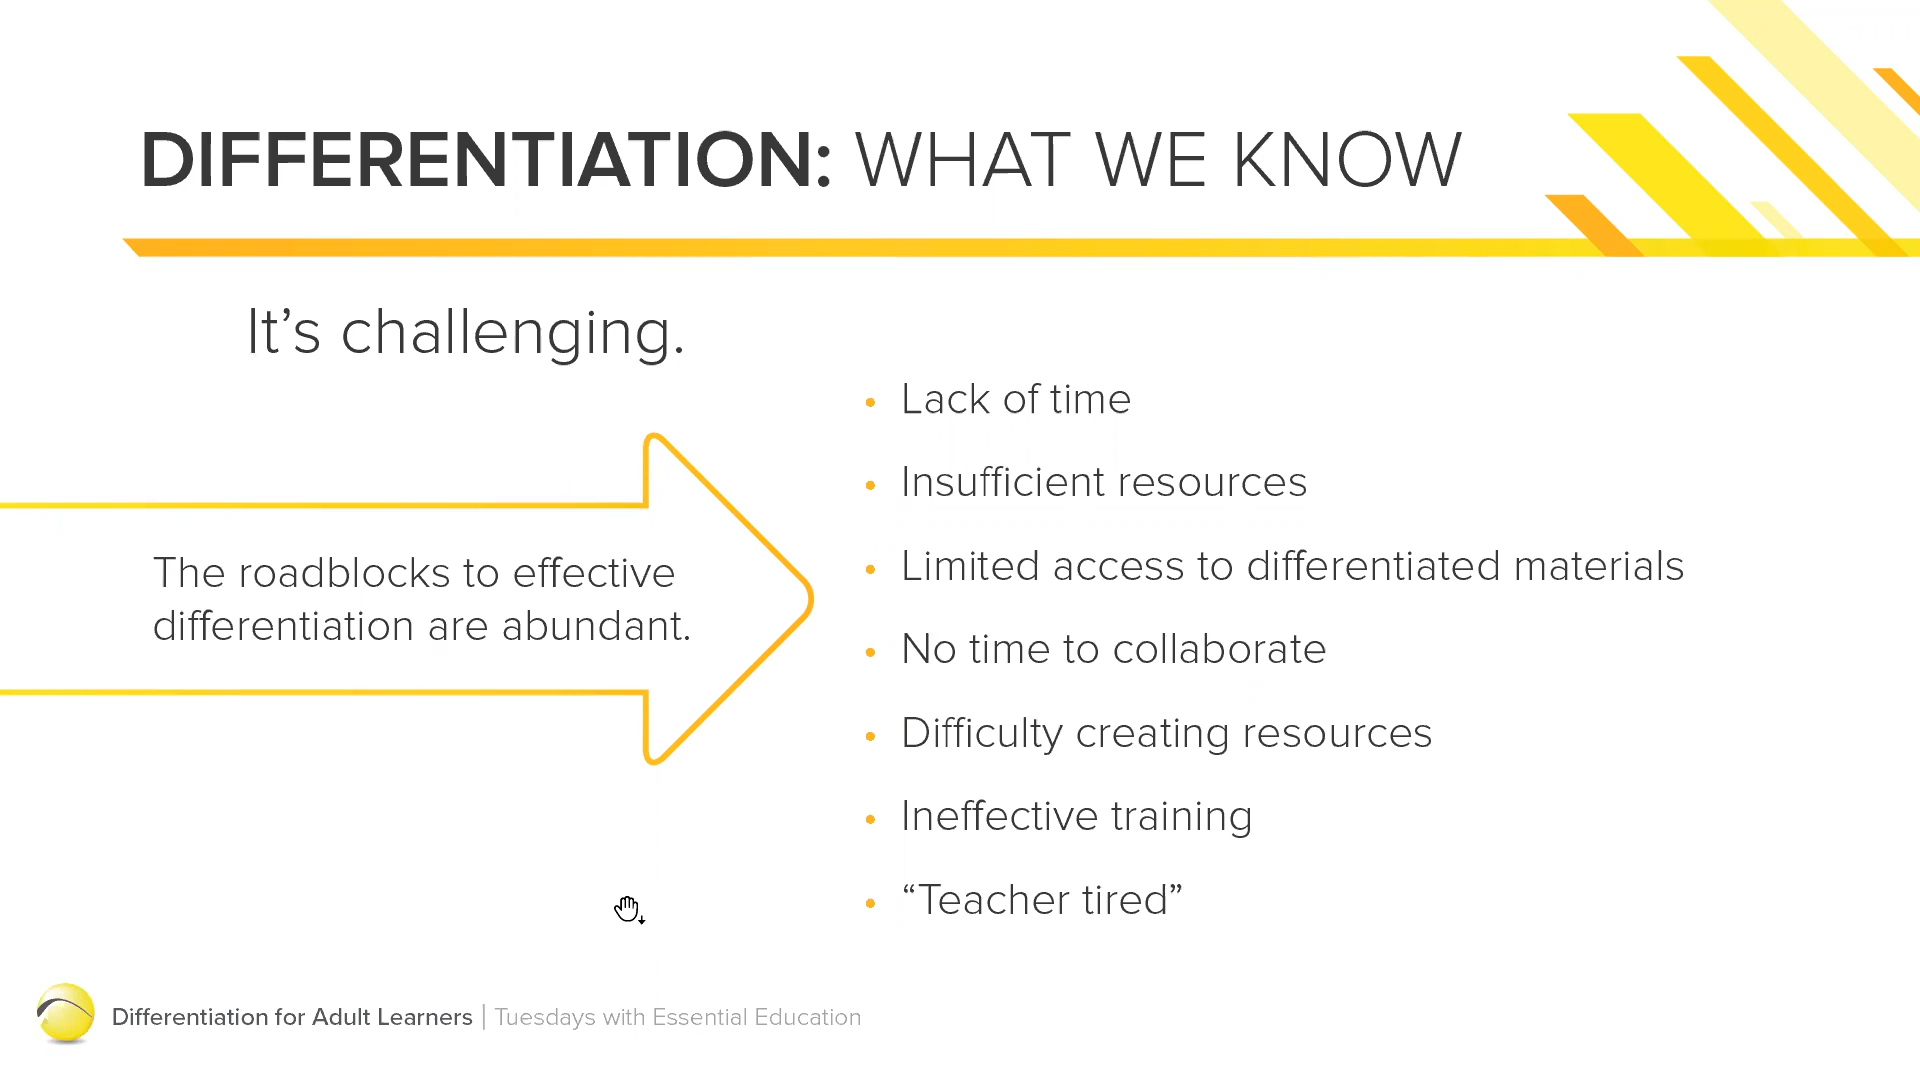 DIFFERENTIATION: WHAT WE KNOW
It’s challenging.
The roadblocks to effective
differentiation are abundant.
• Lack of time
• Insufficient resources
• Limited access to differentiated materials
• No time to collaborate
• Difficulty creating resources
• Ineffective training
• “Teacher tired”
Differentiation for Adult Learners | Tuesdays with Essential Education